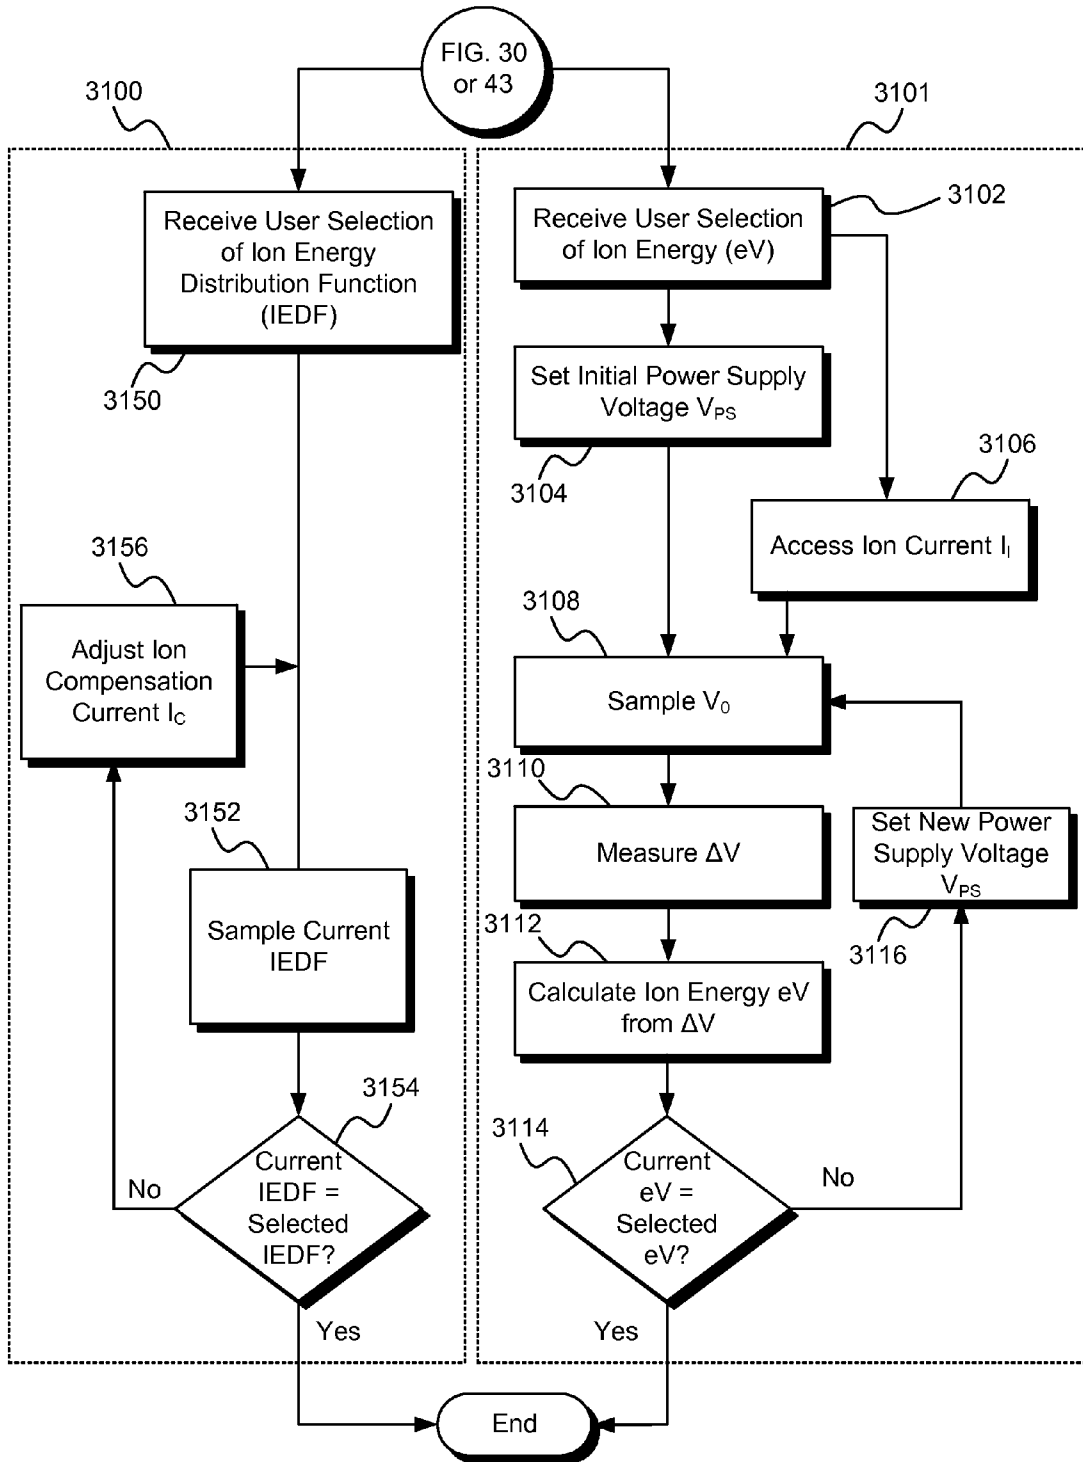 FIG. 30
or 43
3100
3101
Receive User Selection
of Ion Energy
Distribution Function
(IEDF)
3150
Receive User Selection
of Ion Energy (eV)
3102
Set Initial Power Supply
Voltage VPS
3104
3106
Access Ion Current II
3156
Adjust Ion
Compensation
Current IC
3108
Sample V0
3110
Measure ΔV
Set New Power
Supply Voltage
VPS
3116
3152
Sample Current
IEDF
3112
Calculate Ion Energy eV
from ΔV
3154
Current
IEDF =
Selected
IEDF?
No
Yes
3114
Current
eV =
Selected
eV?
No
Yes
End